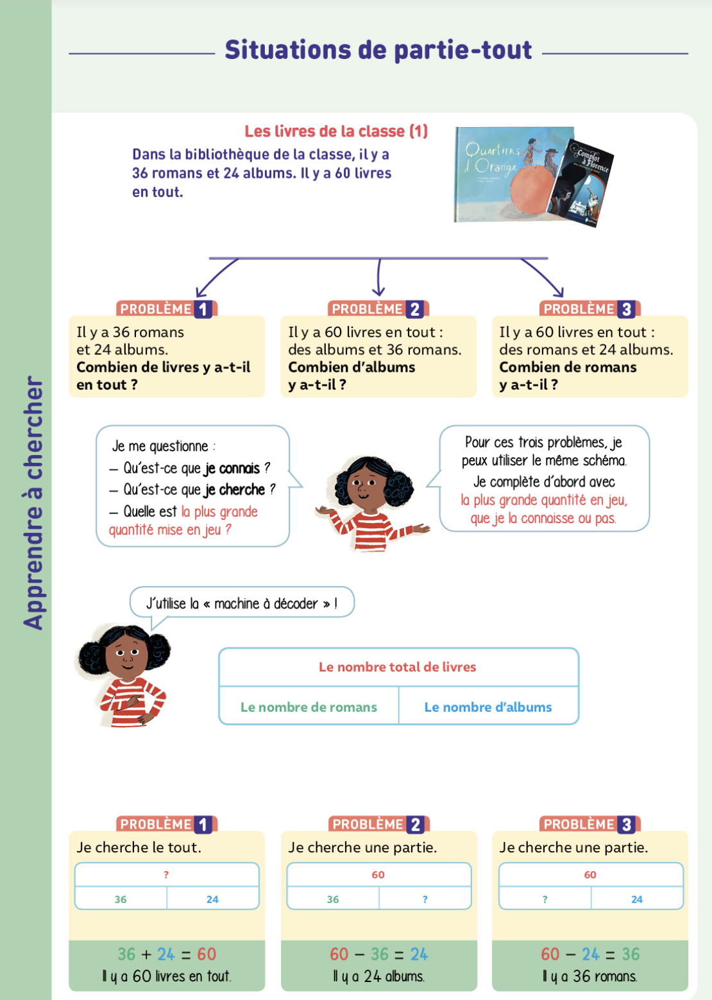 Situations de partie-tout
Apprendre à chercher
Les livres de la classe (1)
Dans la bibliothèque de la classe, il y a
36 romans et 24 albums. Il y a 60 livres
en tout.
Quartiers
d'Orange
Complot
à Florence
PROBLÈME 1
Il y a 36 romans
et 24 albums.
Combien de livres y a-t-il
en tout ?
PROBLÈME 2
Il y a 60 livres en tout :
des albums et 36 romans.
Combien d'albums
y a-t-il ?
PROBLÈME 3
Il y a 60 livres en tout :
des romans et 24 albums.
Combien de romans
y a-t-il ?
Je me questionne :
– Qu'est-ce que je connais ?
– Qu'est-ce que je cherche ?
– Quelle est la plus grande
quantité mise en jeu ?
Pour ces trois problèmes, je
peux utiliser le même schéma.
Je complète d'abord avec
la plus grande quantité en jeu,
que je la connaisse ou pas.
J'utilise la « machine à décoder » !
Le nombre total de livres
Le nombre de romans
Le nombre d'albums
PROBLÈME 1
Je cherche le tout.
?
36
24
36 + 24 = 60
Il y a 60 livres en tout.
PROBLÈME 2
Je cherche une partie.
60
36
?
60 – 36 = 24
Il y a 24 albums.
PROBLÈME 3
Je cherche une partie.
60
?
24
60 – 24 = 36
Il y a 36 romans.